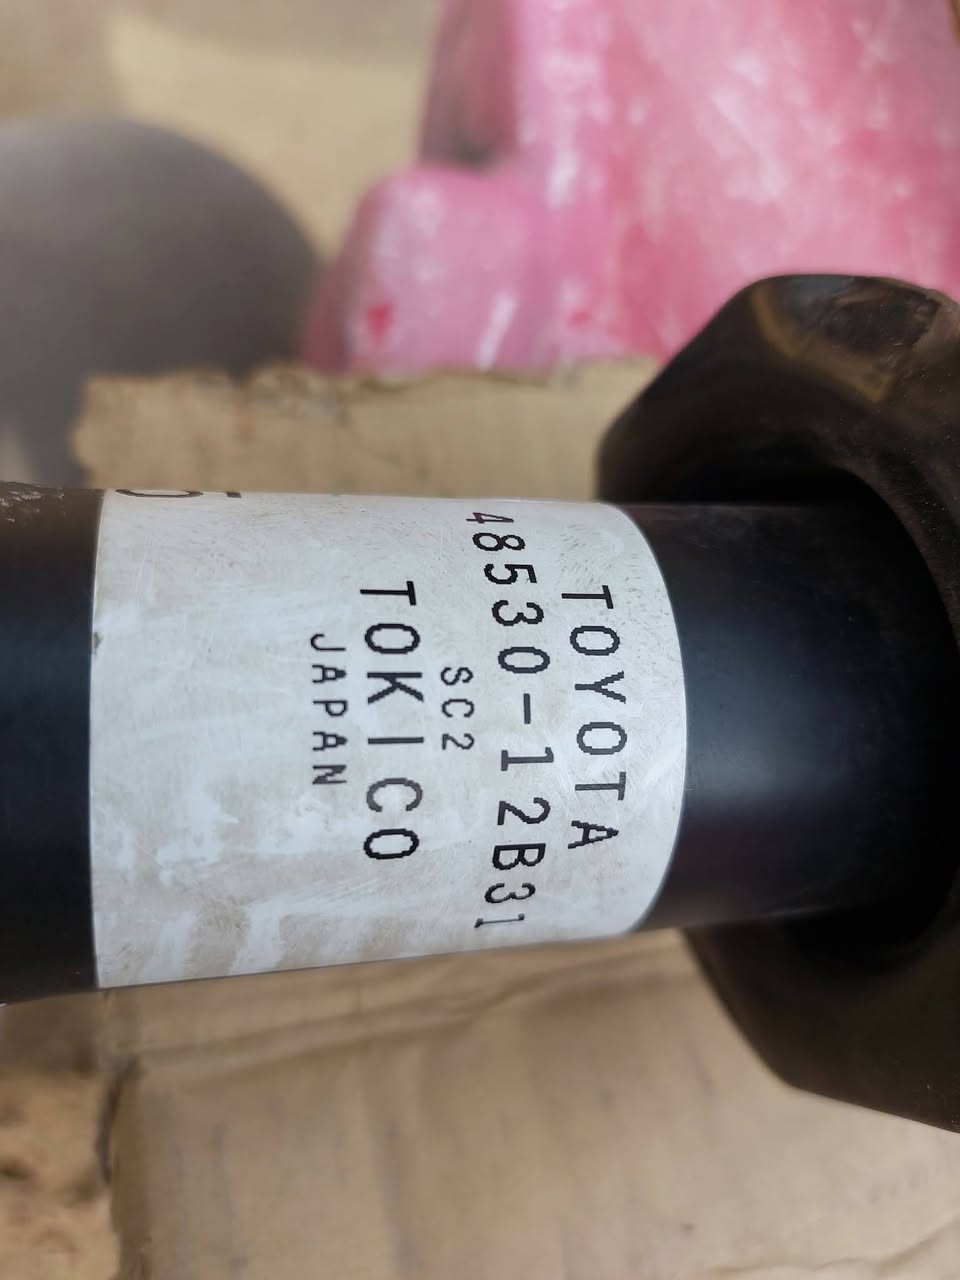 TOYOTA
48530-12B31
SC2
TOKICO
JAPAN